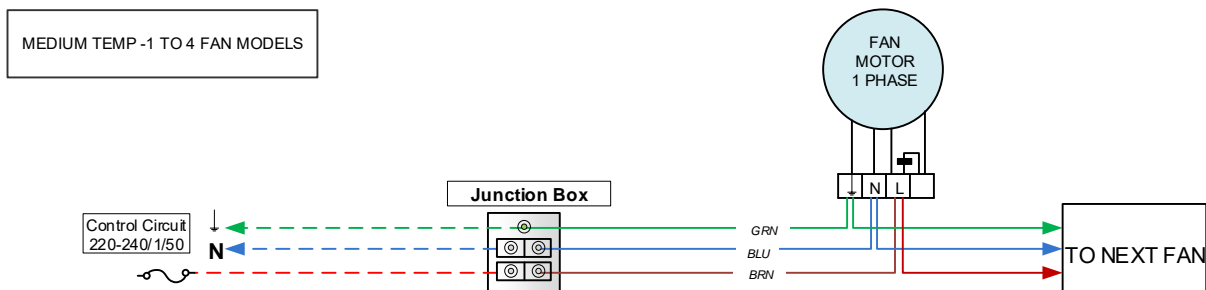 MEDIUM TEMP -1 TO 4 FAN MODELS
FAN
MOTOR
1 PHASE
N L
Junction Box
Control Circuit
220-240/1/50
N
GRN
BLU
BRN
TO NEXT FAN